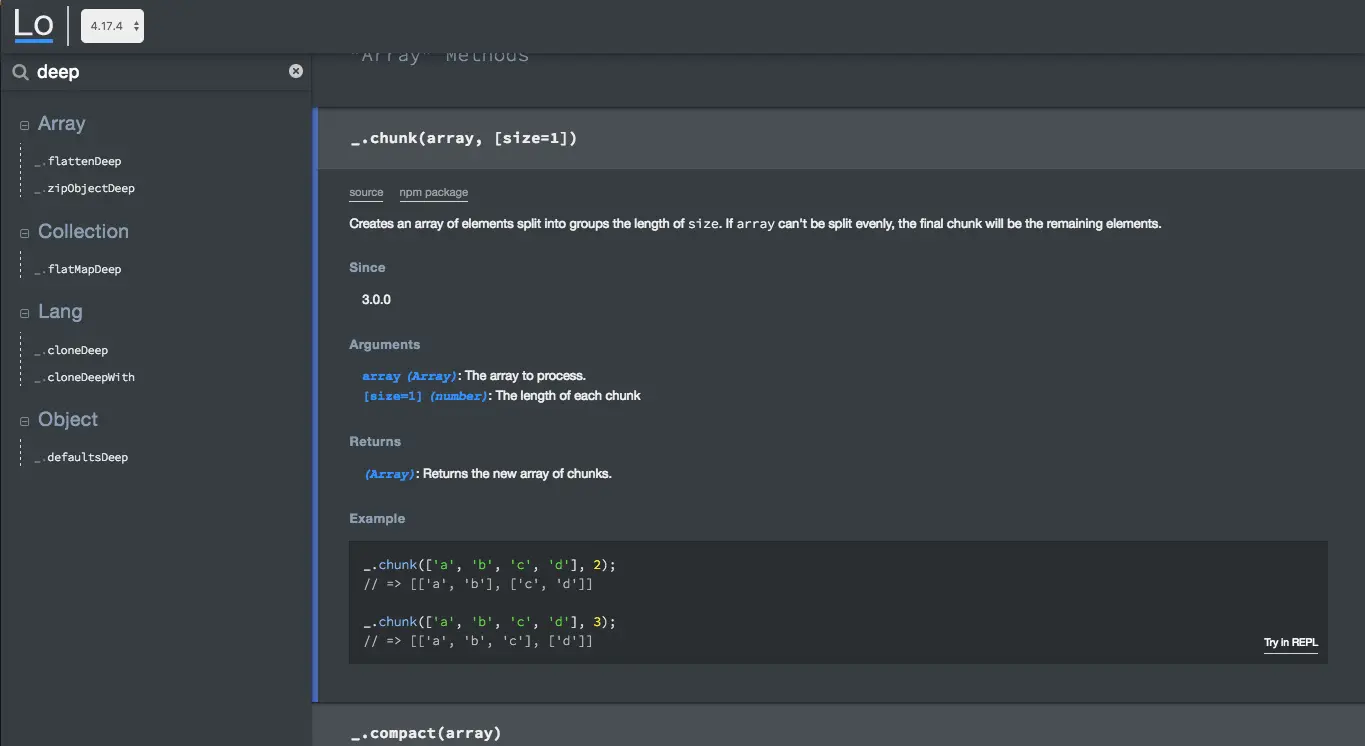 Lo
4.17.4
deep
Array
_.flattenDeep
_.zipObjectDeep
Collection
_.flatMapDeep
Lang
_.cloneDeep
_.cloneDeepWith
Object
_.defaultsDeep
"Array" Methods
_.chunk(array, [size=1])
source npm package
Creates an array of elements split into groups the length of size. If array can't be split evenly, the final chunk will be the remaining elements.
Since
3.0.0
Arguments
array (Array): The array to process.
[size=1] (number): The length of each chunk
Returns
(Array): Returns the new array of chunks.
Example
_.chunk(['a', 'b', 'c', 'd'], 2);
// => [['a', 'b'], ['c', 'd']]
_.chunk(['a', 'b', 'c', 'd'], 3);
// => [['a', 'b', 'c'], ['d']]
Try in REPL
_.compact(array)